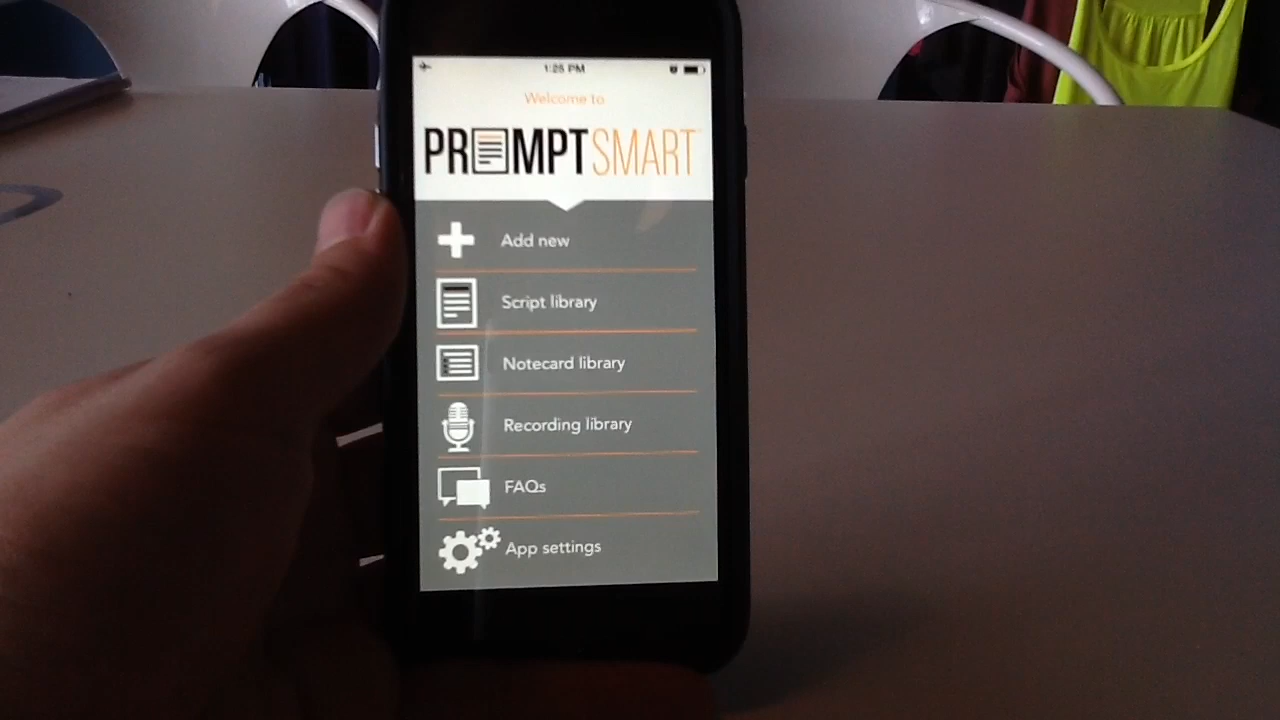 1:25 PM
Welcome to
PROMPTSMART
Add new
Script library
Notecard library
Recording library
FAQs
App settings